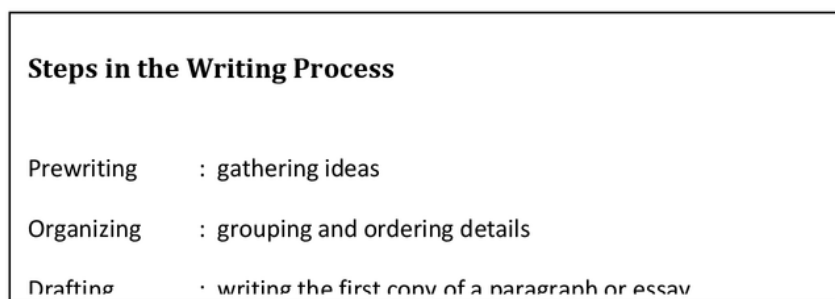 Steps in the Writing Process
Prewriting : gathering ideas
Organizing : grouping and ordering details
Drafting : writing the first copy of a paragraph or essay